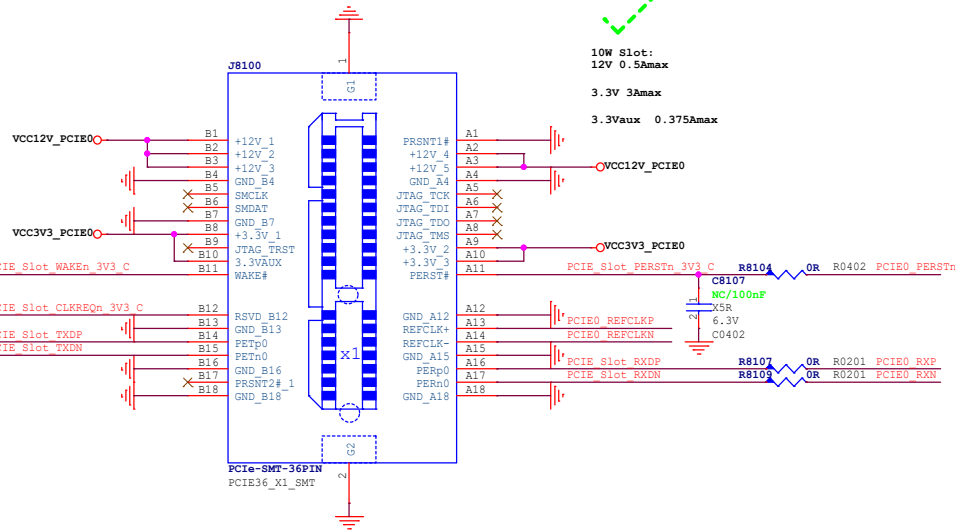 10W Slot:
12V 0.5Amax
3.3V 3Amax
3.3Vaux 0.375Amax
J8100
1
G1
VCC12V_PCIE0
B1 +12V_1
B2 +12V_2
B3 +12V_3
B4 GND_B4
B5 SMCLK
B6 SMDAT
B7 GND_B7
VCC3V3_PCIE0
B8 +3.3V_1
B9 JTAG_TRST
B10 3.3VAUX
CIE_Slot_WAKEn_3V3_C B11 WAKE#
CIE_Slot_CLKREQn_3V3_C B12 RSVD_B12
B13 GND_B13
CIE_Slot_TXDP B14 PETp0
CIE_Slot_TXDN B15 PETn0
B16 GND_B16
B17 PRSNT2#_1
B18 GND_B18
x1
PRSNT1# A1
+12V_4 A2
+12V_5 A3
VCC12V_PCIE0
GND_A4 A4
JTAG_TCK A5
JTAG_TDI A6
JTAG_TDO A7
JTAG_TMS A8
+3.3V_2 A9
VCC3V3_PCIE0
+3.3V_3 A10
PERST# A11 PCIE_Slot_PERSTn_3V3_C R8104 0R R0402 PCIE0_PERSTn
C8107
NC/100nF
1
2
X5R
6.3V
C0402
GND_A12 A12
REFCLK+ A13 PCIE0_REFCLKP
REFCLK- A14 PCIE0_REFCLKN
GND_A15 A15
PERp0 A16 PCIE_Slot_RXDP R8107 0R R0201 PCIE0_RXP
PERn0 A17 PCIE_Slot_RXDN R8109 0R R0201 PCIE0_RXN
GND_A18 A18
G2
2
PCIe-SMT-36PIN
PCIE36_X1_SMT